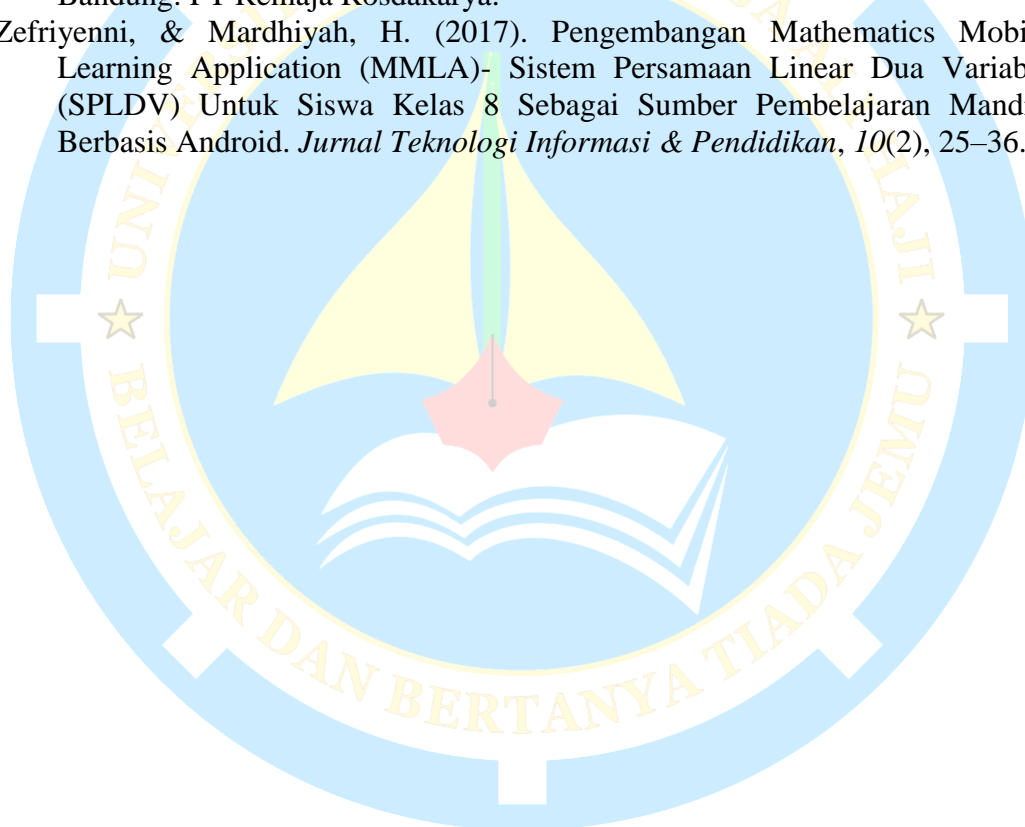 Bandung: PT Remaja Rosdakarya.
Zefriyenni, & Mardhiyah, H. (2017). Pengembangan Mathematics Mobi
Learning Application (MMLA)- Sistem Persamaan Linear Dua Variab
(SPLDV) Untuk Siswa Kelas 8 Sebagai Sumber Pembelajaran Mand
Berbasis Android. Jurnal Teknologi Informasi & Pendidikan, 10(2), 25–36.
HAJI
BELAJAR DAN BERTANYA TIADA JEMU